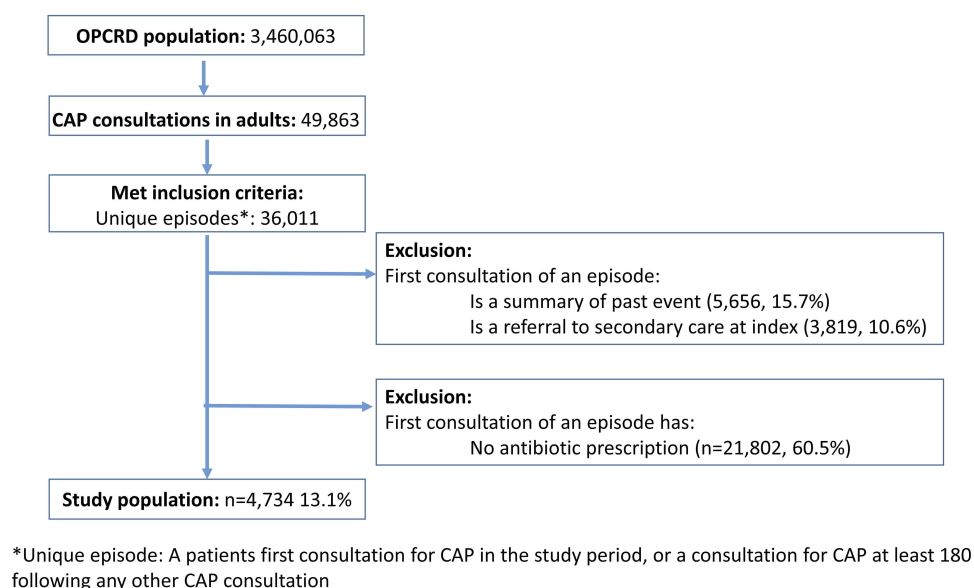 OPCRD population: 3,460,063
CAP consultations in adults: 49,863
Met inclusion criteria:
Unique episodes*: 36,011
Exclusion:
First consultation of an episode:
Is a summary of past event (5,656, 15.7%)
Is a referral to secondary care at index (3,819, 10.6%)
Exclusion:
First consultation of an episode has:
No antibiotic prescription (n=21,802, 60.5%)
Study population: n=4,734 13.1%
*Unique episode: A patients first consultation for CAP in the study period, or a consultation for CAP at least 180
following any other CAP consultation